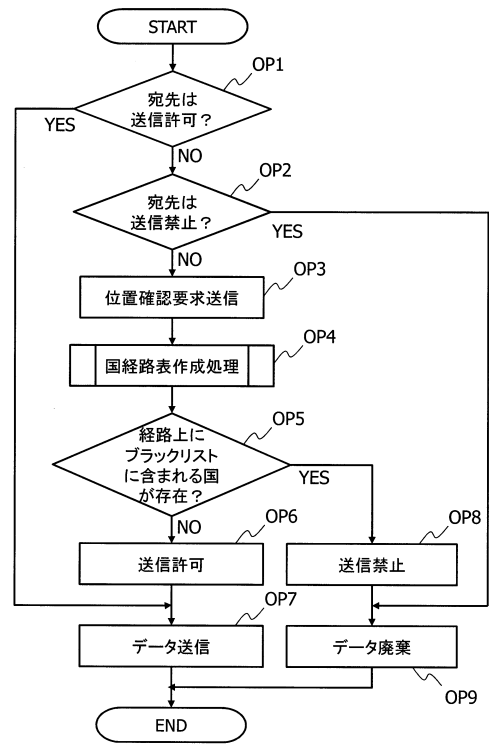 START
OP1
宛先は
送信許可？
YES
NO
OP2
宛先は
送信禁止？
YES
NO
OP3
位置確認要求送信
OP4
国経路表作成処理
OP5
経路上に
ブラックリスト
に含まれる国
が存在？
YES
NO
OP6
送信許可
OP8
送信禁止
OP7
データ送信
データ廃棄
OP9
END